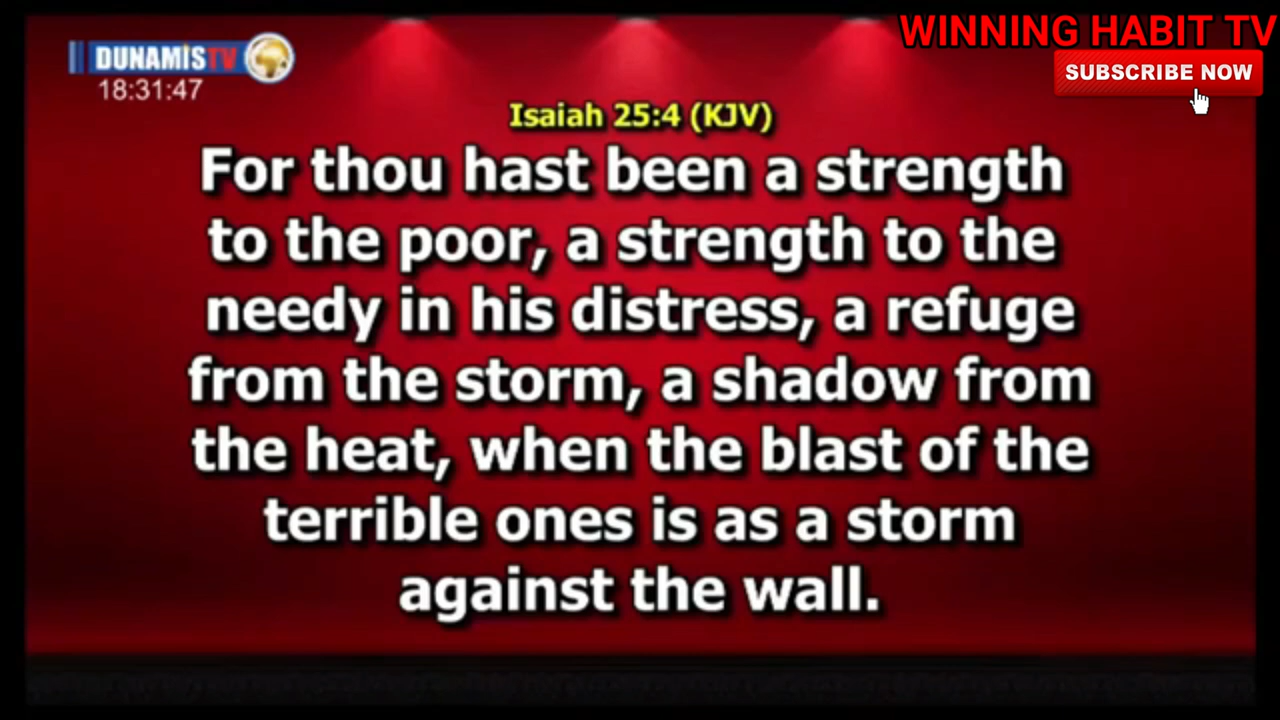 DUNAMIS TV
18:31:47
WINNING HABIT TV
SUBSCRIBE NOW
Isaiah 25:4 (KJV)
For thou hast been a strength
to the poor, a strength to the
needy in his distress, a refuge
from the storm, a shadow from
the heat, when the blast of the
terrible ones is as a storm
against the wall.